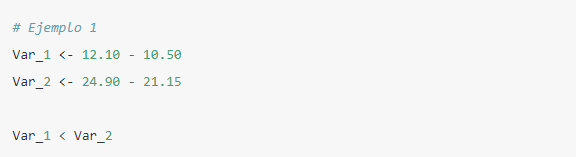 # Ejemplo 1
Var_1 <- 12.10 - 10.50
Var_2 <- 24.90 - 21.15
Var_1 < Var_2